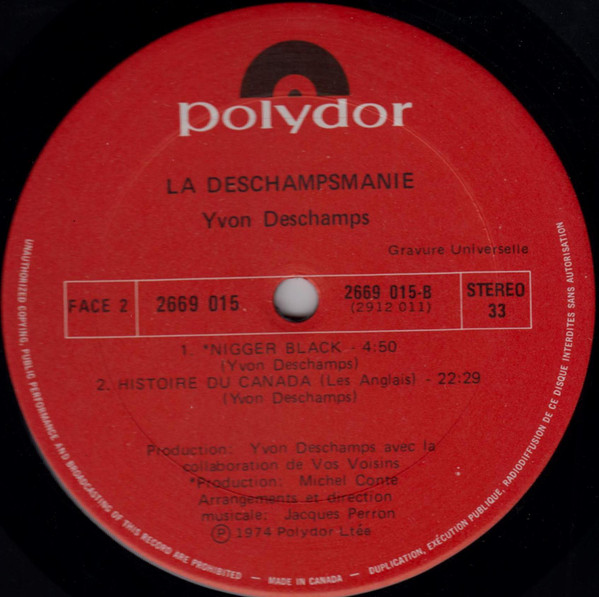 polydor
LA DESCHAMPSMANIE
Yvon Deschamps
Gravure Universelle
FACE 2
2669 015
2669 015-B
(2912 011)
STEREO
33
1. *NIGGER BLACK - 4:50
(Yvon Deschamps)
2. HISTOIRE DU CANADA (Les Anglais) - 22:29
(Yvon Deschamps)
Production: Yvon Deschamps avec la
collaboration de Vos Voisins
*Production: Michel Conte
Arrangements et direction
musicale: Jacques Perron
Ⓟ 1974 Polydor Ltée
UNAUTHORIZED COPYING, PUBLIC PERFORMANCE AND BROADCASTING OF THIS RECORD ARE PROHIBITED — MADE IN CANADA — DUPLICATION, EXÉCUTION PUBLIQUE, RADIODIFFUSION DE CE DISQUE INTERDITES SANS AUTORISATION